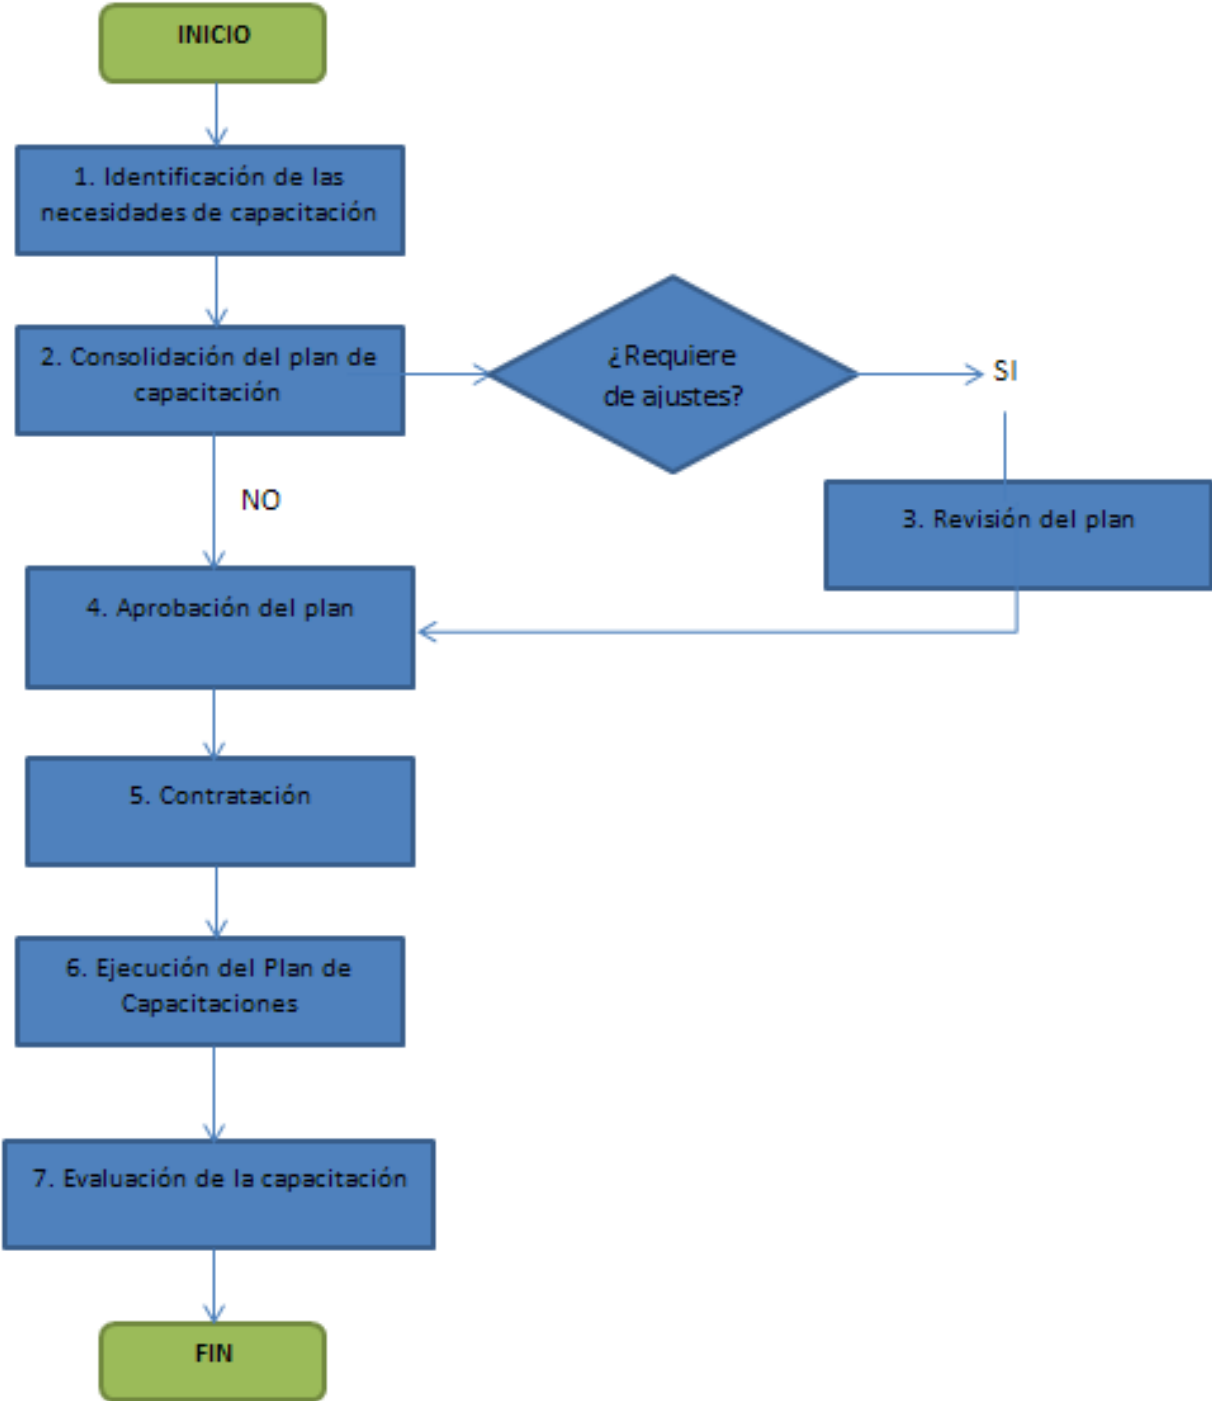 INICIO
1. Identificación de las
necesidades de capacitación
2. Consolidación del plan de
capacitación
¿Requiere
de ajustes?
SI
NO
3. Revisión del plan
4. Aprobación del plan
5. Contratación
6. Ejecución del Plan de
Capacitaciones
7. Evaluación de la capacitación
FIN